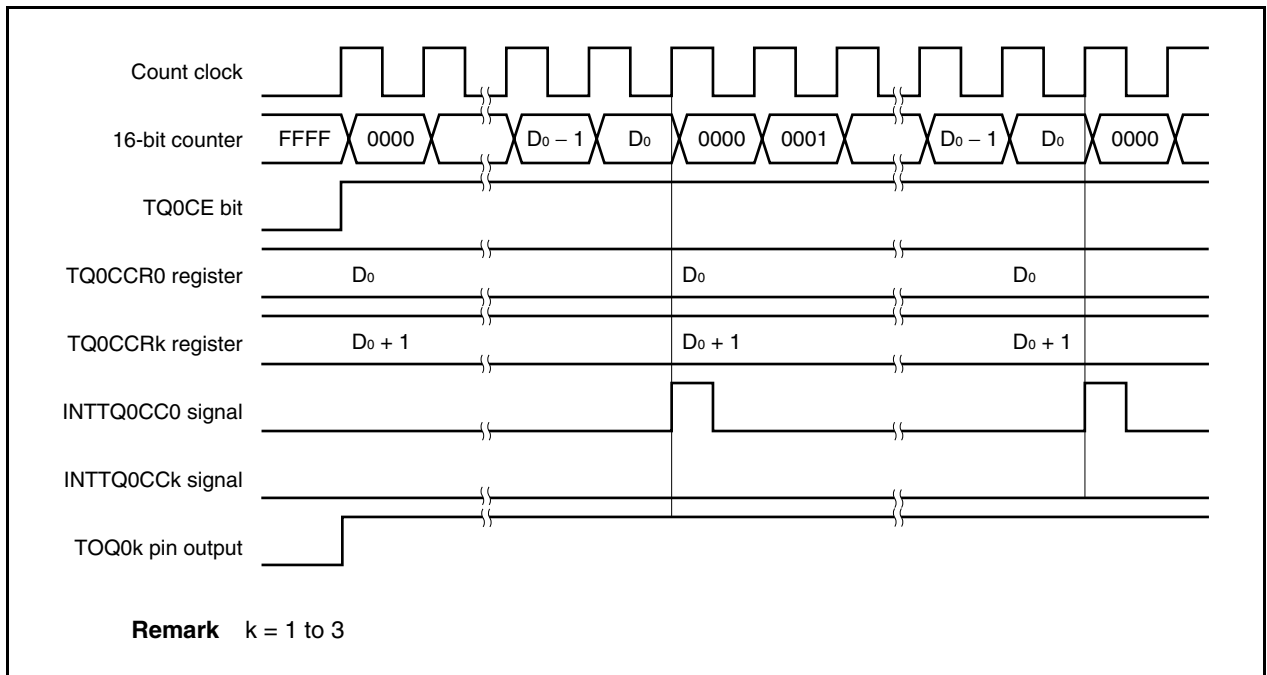 Count clock
16-bit counter FFFF 0000 D0 − 1 D0 0000 0001 D0 − 1 D0 0000
TQ0CE bit
TQ0CCR0 register D0 D0 D0
TQ0CCRk register D0 + 1 D0 + 1 D0 + 1
INTTQ0CC0 signal
INTTQ0CCk signal
TOQ0k pin output
Remark k = 1 to 3